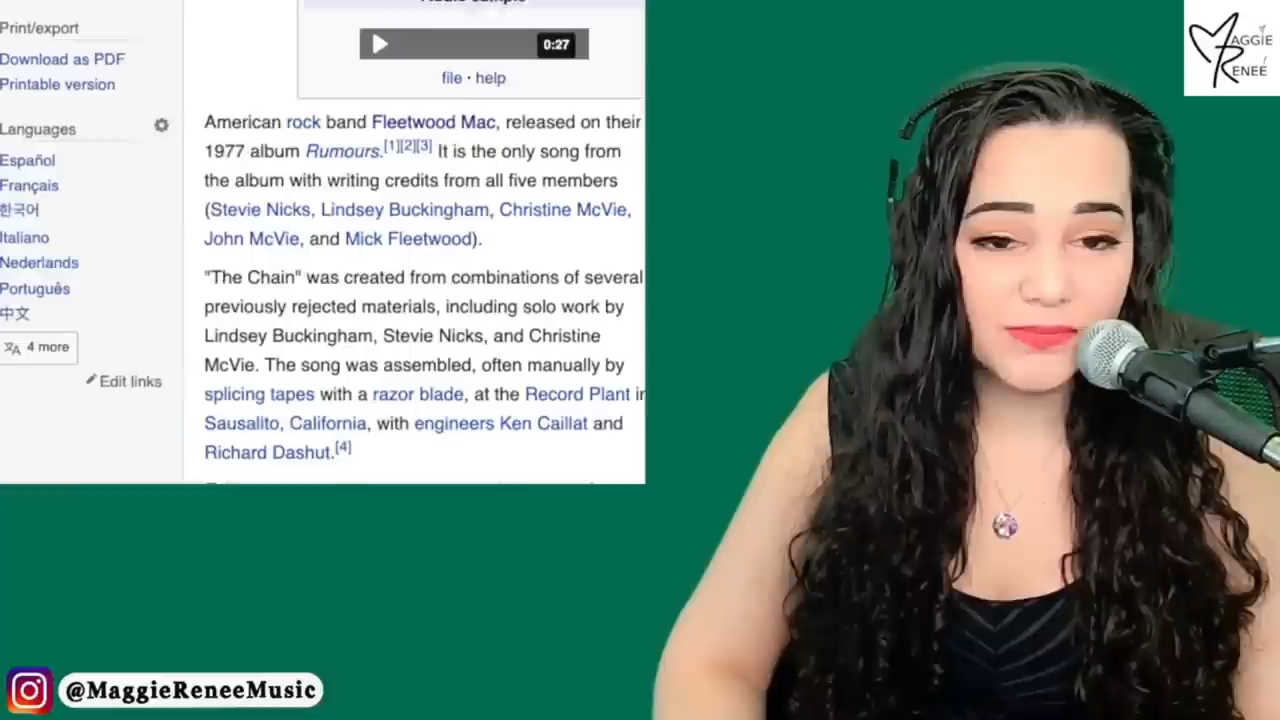 Print/export
Download as PDF
Printable version
Languages
Español
Français
한국어
Italiano
Nederlands
Português
中文
4 more
Edit links
Audio sample
0:27
file · help
American rock band Fleetwood Mac, released on their
1977 album Rumours.[1][2][3] It is the only song from
the album with writing credits from all five members
(Stevie Nicks, Lindsey Buckingham, Christine McVie,
John McVie, and Mick Fleetwood).
"The Chain" was created from combinations of several
previously rejected materials, including solo work by
Lindsey Buckingham, Stevie Nicks, and Christine
McVie. The song was assembled, often manually by
splicing tapes with a razor blade, at the Record Plant in
Sausalito, California, with engineers Ken Caillat and
Richard Dashut.[4]
MAGGIE
RENEE
@MaggieReneeMusic